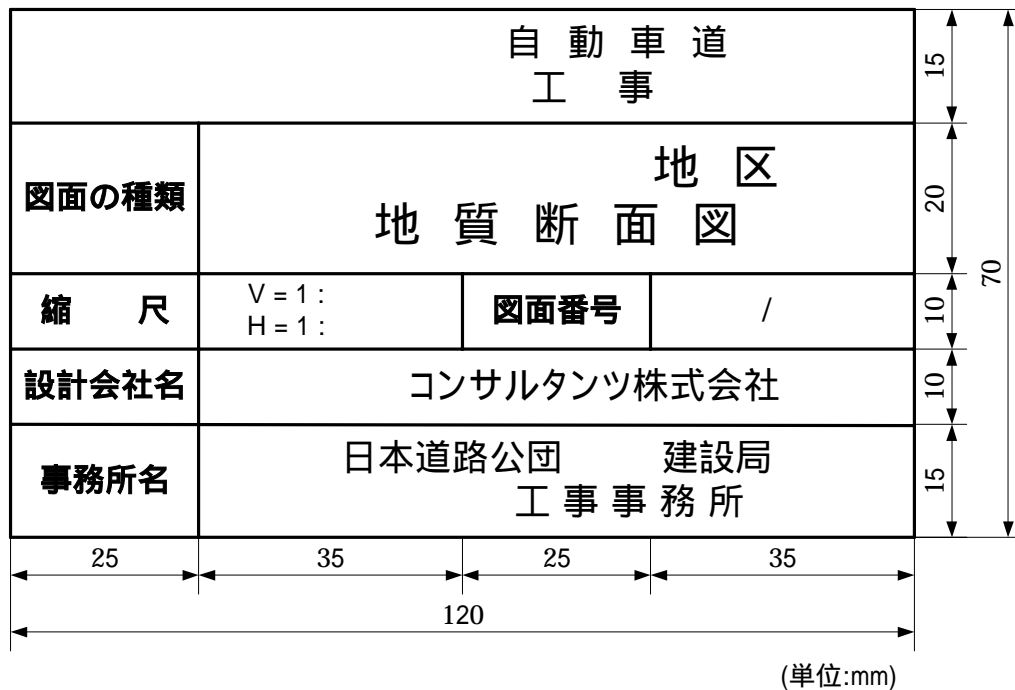 自動車道
工事
図面の種類
地区
地質断面図
縮尺
V = 1 :
H = 1 :
図面番号
/
設計会社名
コンサルタンツ株式会社
事務所名
日本道路公団 建設局
工事事務所
15
20
10
10
15
70
25
35
25
35
120
(単位:mm)